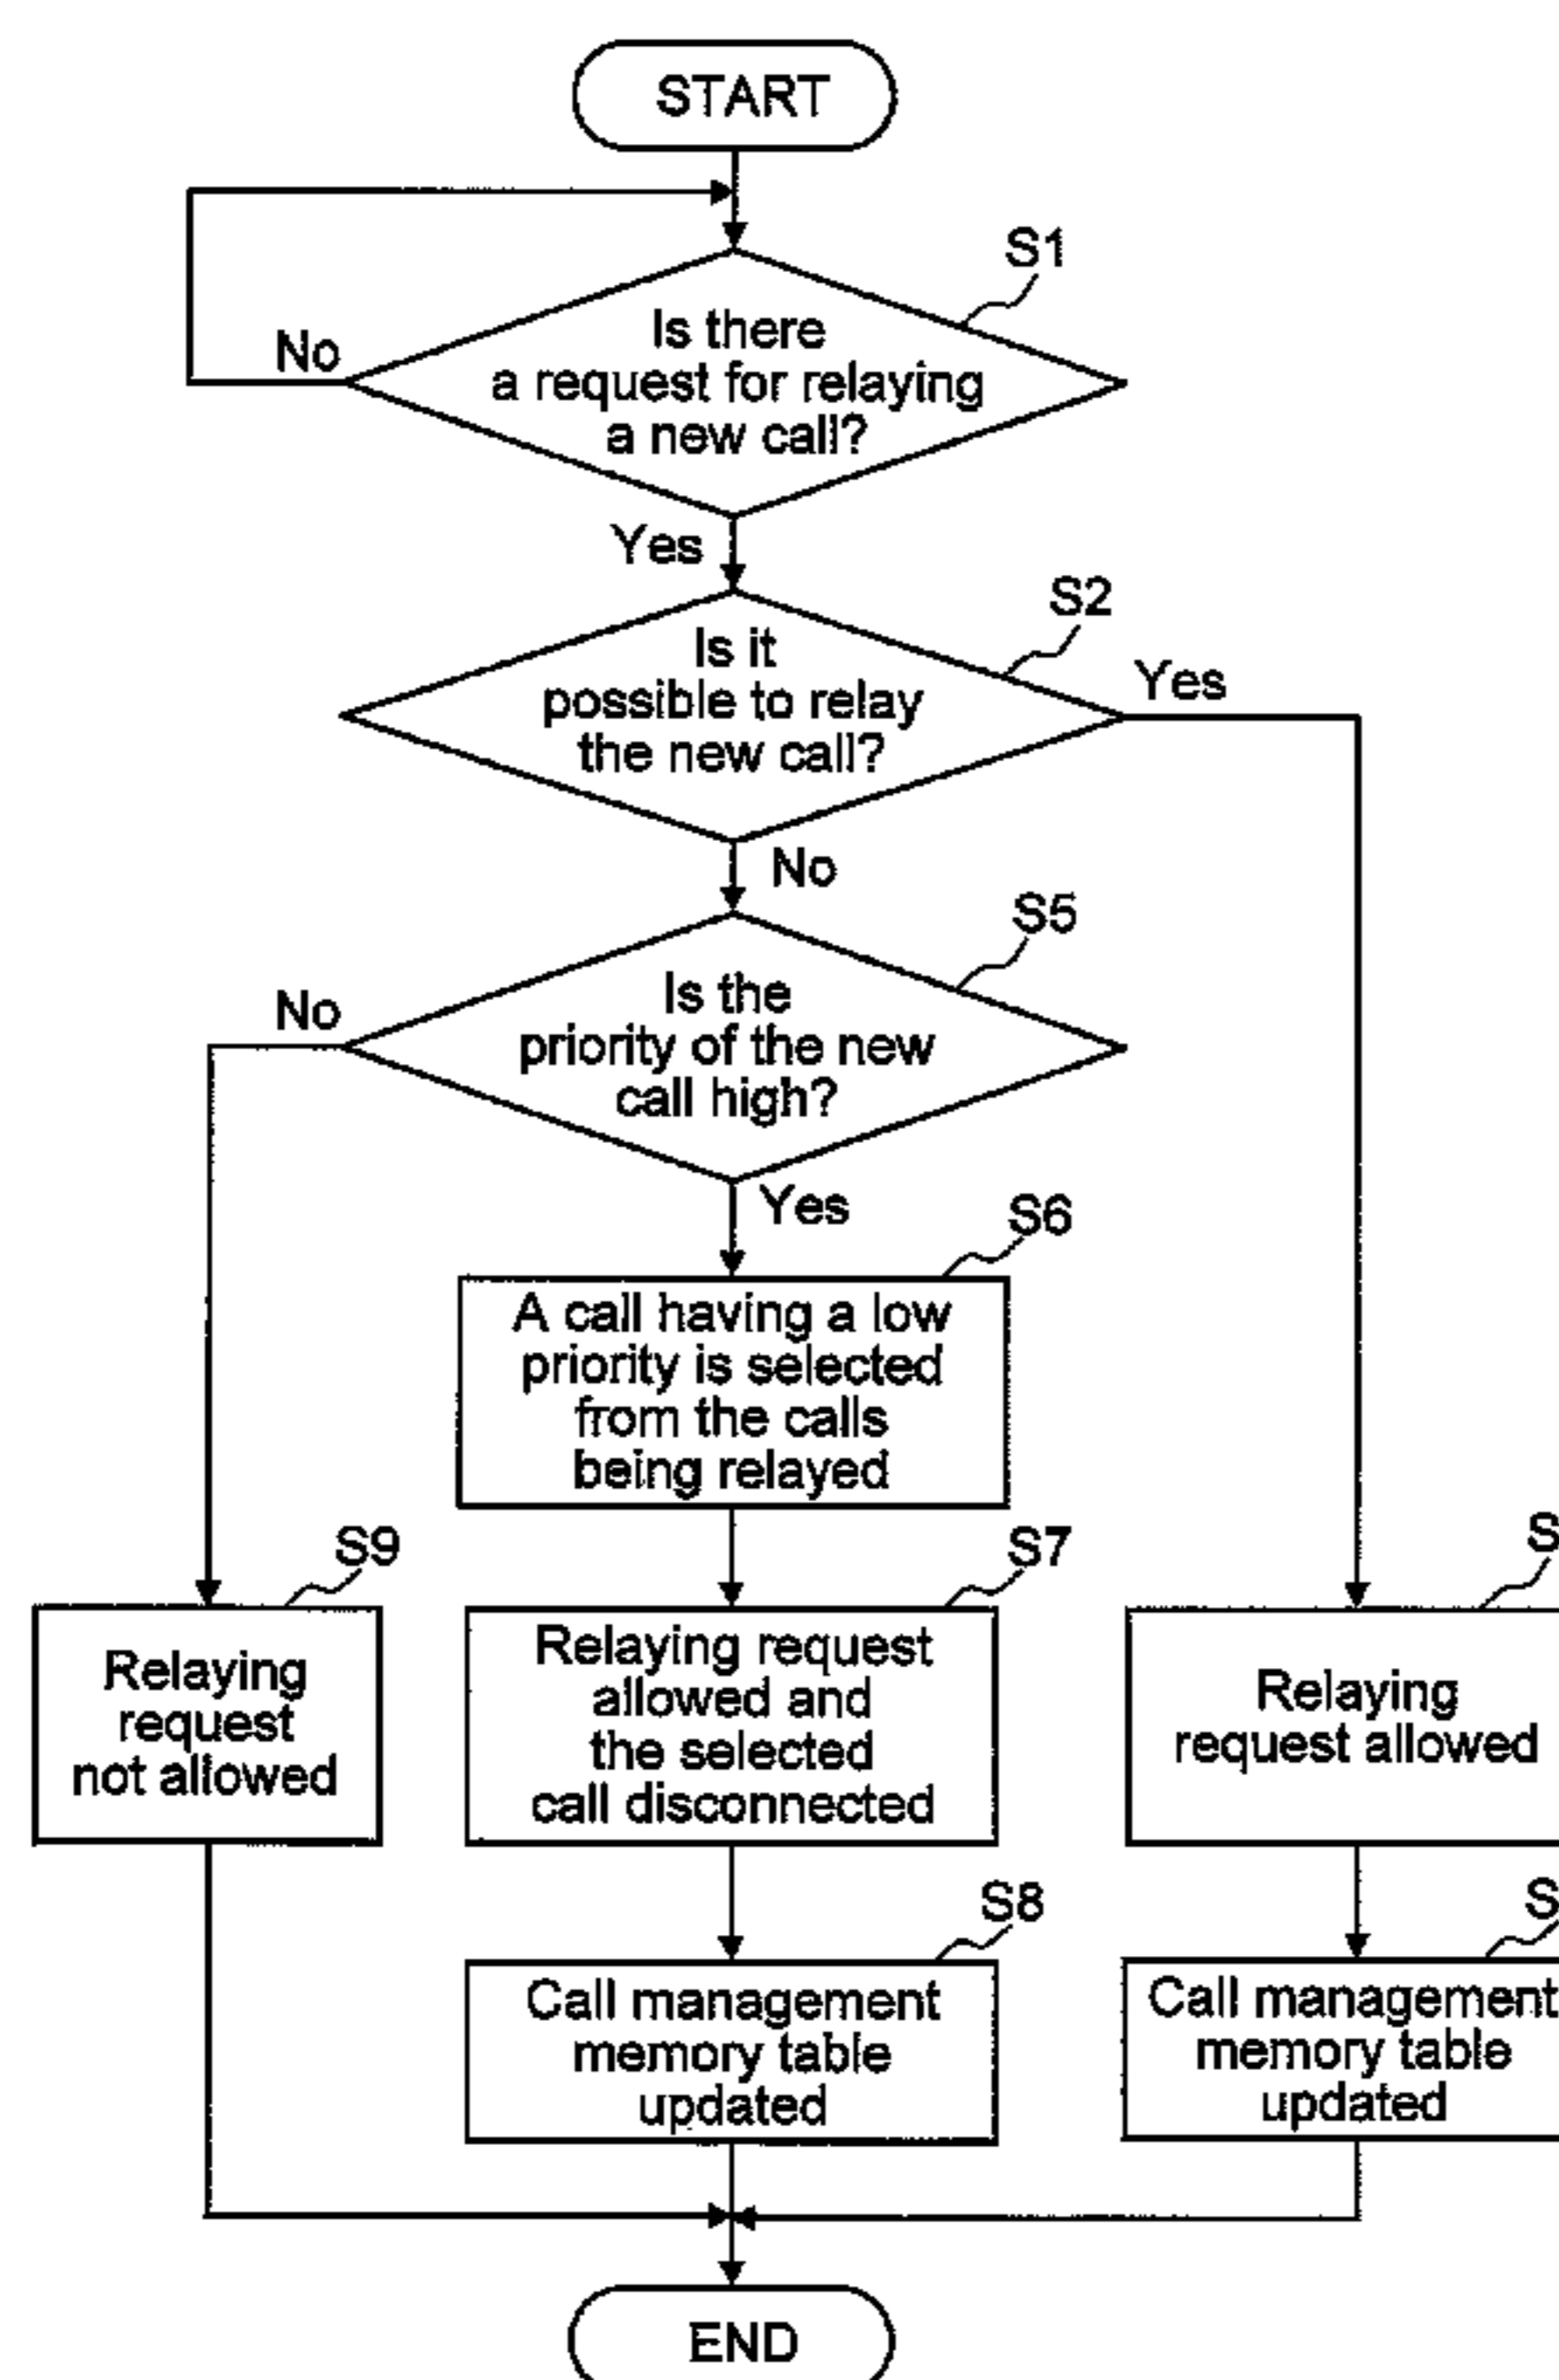 START
S1
Is there
a request for relaying
a new call?
No
Yes
S2
Is it
possible to relay
the new call?
Yes
No
S5
Is the
priority of the new
call high?
No
Yes
S6
A call having a low
priority is selected
from the calls
being relayed
S9
Relaying
request
not allowed
S7
Relaying request
allowed and
the selected
call disconnected
S
Relaying
request allowed
S8
Call management
memory table
updated
S
Call management
memory table
updated
END